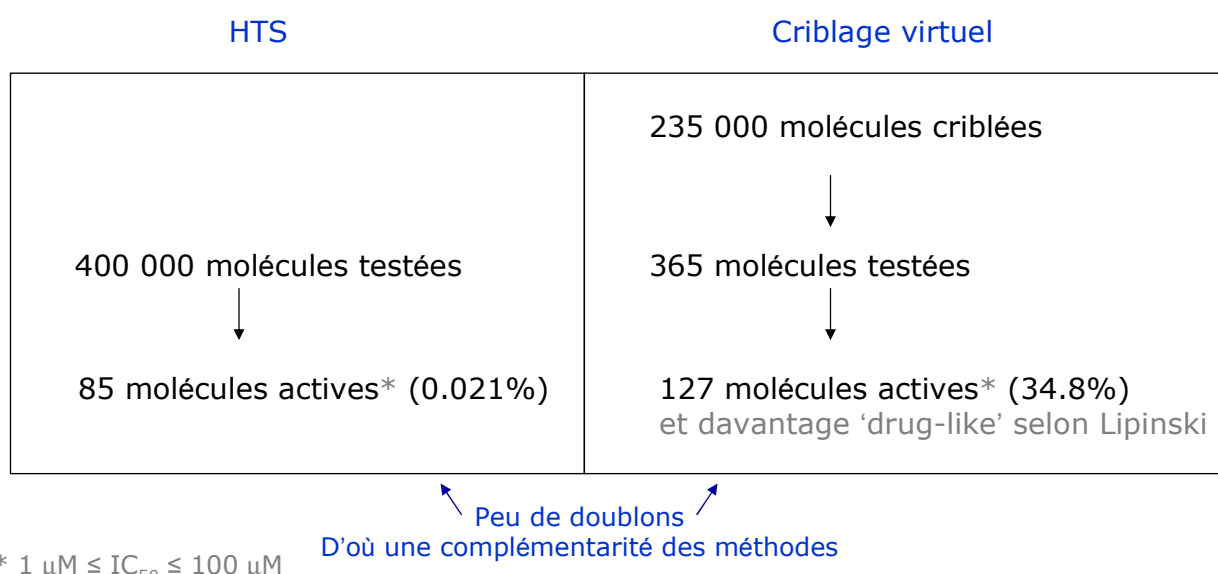 HTS
Criblage virtuel
400 000 molécules testées
85 molécules actives* (0.021%)
235 000 molécules criblées
365 molécules testées
127 molécules actives* (34.8%)
et davantage ‘drug-like’ selon Lipinski
Peu de doublons
D’où une complémentarité des méthodes
* 1 μM ≤ IC₅₀ ≤ 100 μM